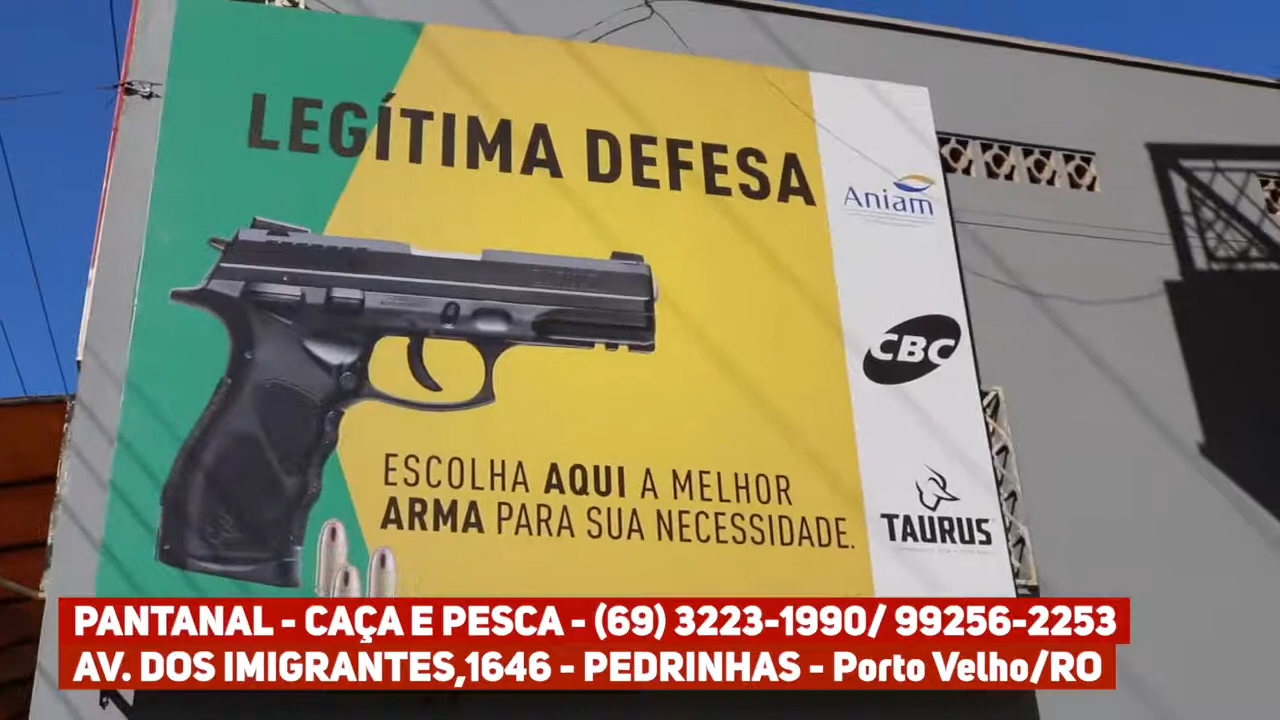 LEGÍTIMA DEFESA
Aniam
CBC
ESCOLHA AQUI A MELHOR
ARMA PARA SUA NECESSIDADE.
TAURUS
PANTANAL - CAÇA E PESCA - (69) 3223-1990/ 99256-2253
AV. DOS IMIGRANTES,1646 - PEDRINHAS - Porto Velho/RO